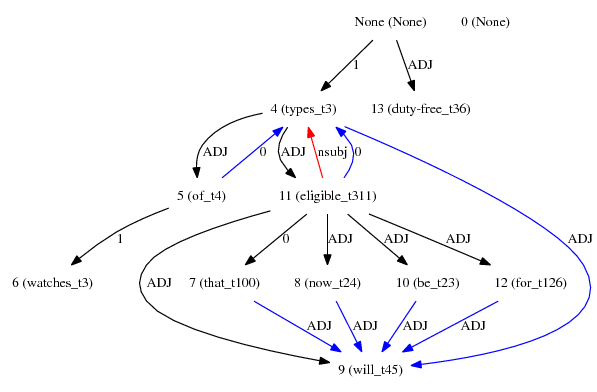 None (None) 0 (None)
1 ADJ
4 (types_t3) 13 (duty-free_t36)
ADJ 0 ADJ nsubj 0 ADJ
5 (of_t4) 11 (eligible_t311)
1 ADJ 0 ADJ ADJ ADJ
6 (watches_t3) 7 (that_t100) 8 (now_t24) 10 (be_t23) 12 (for_t126)
ADJ ADJ ADJ ADJ
9 (will_t45)